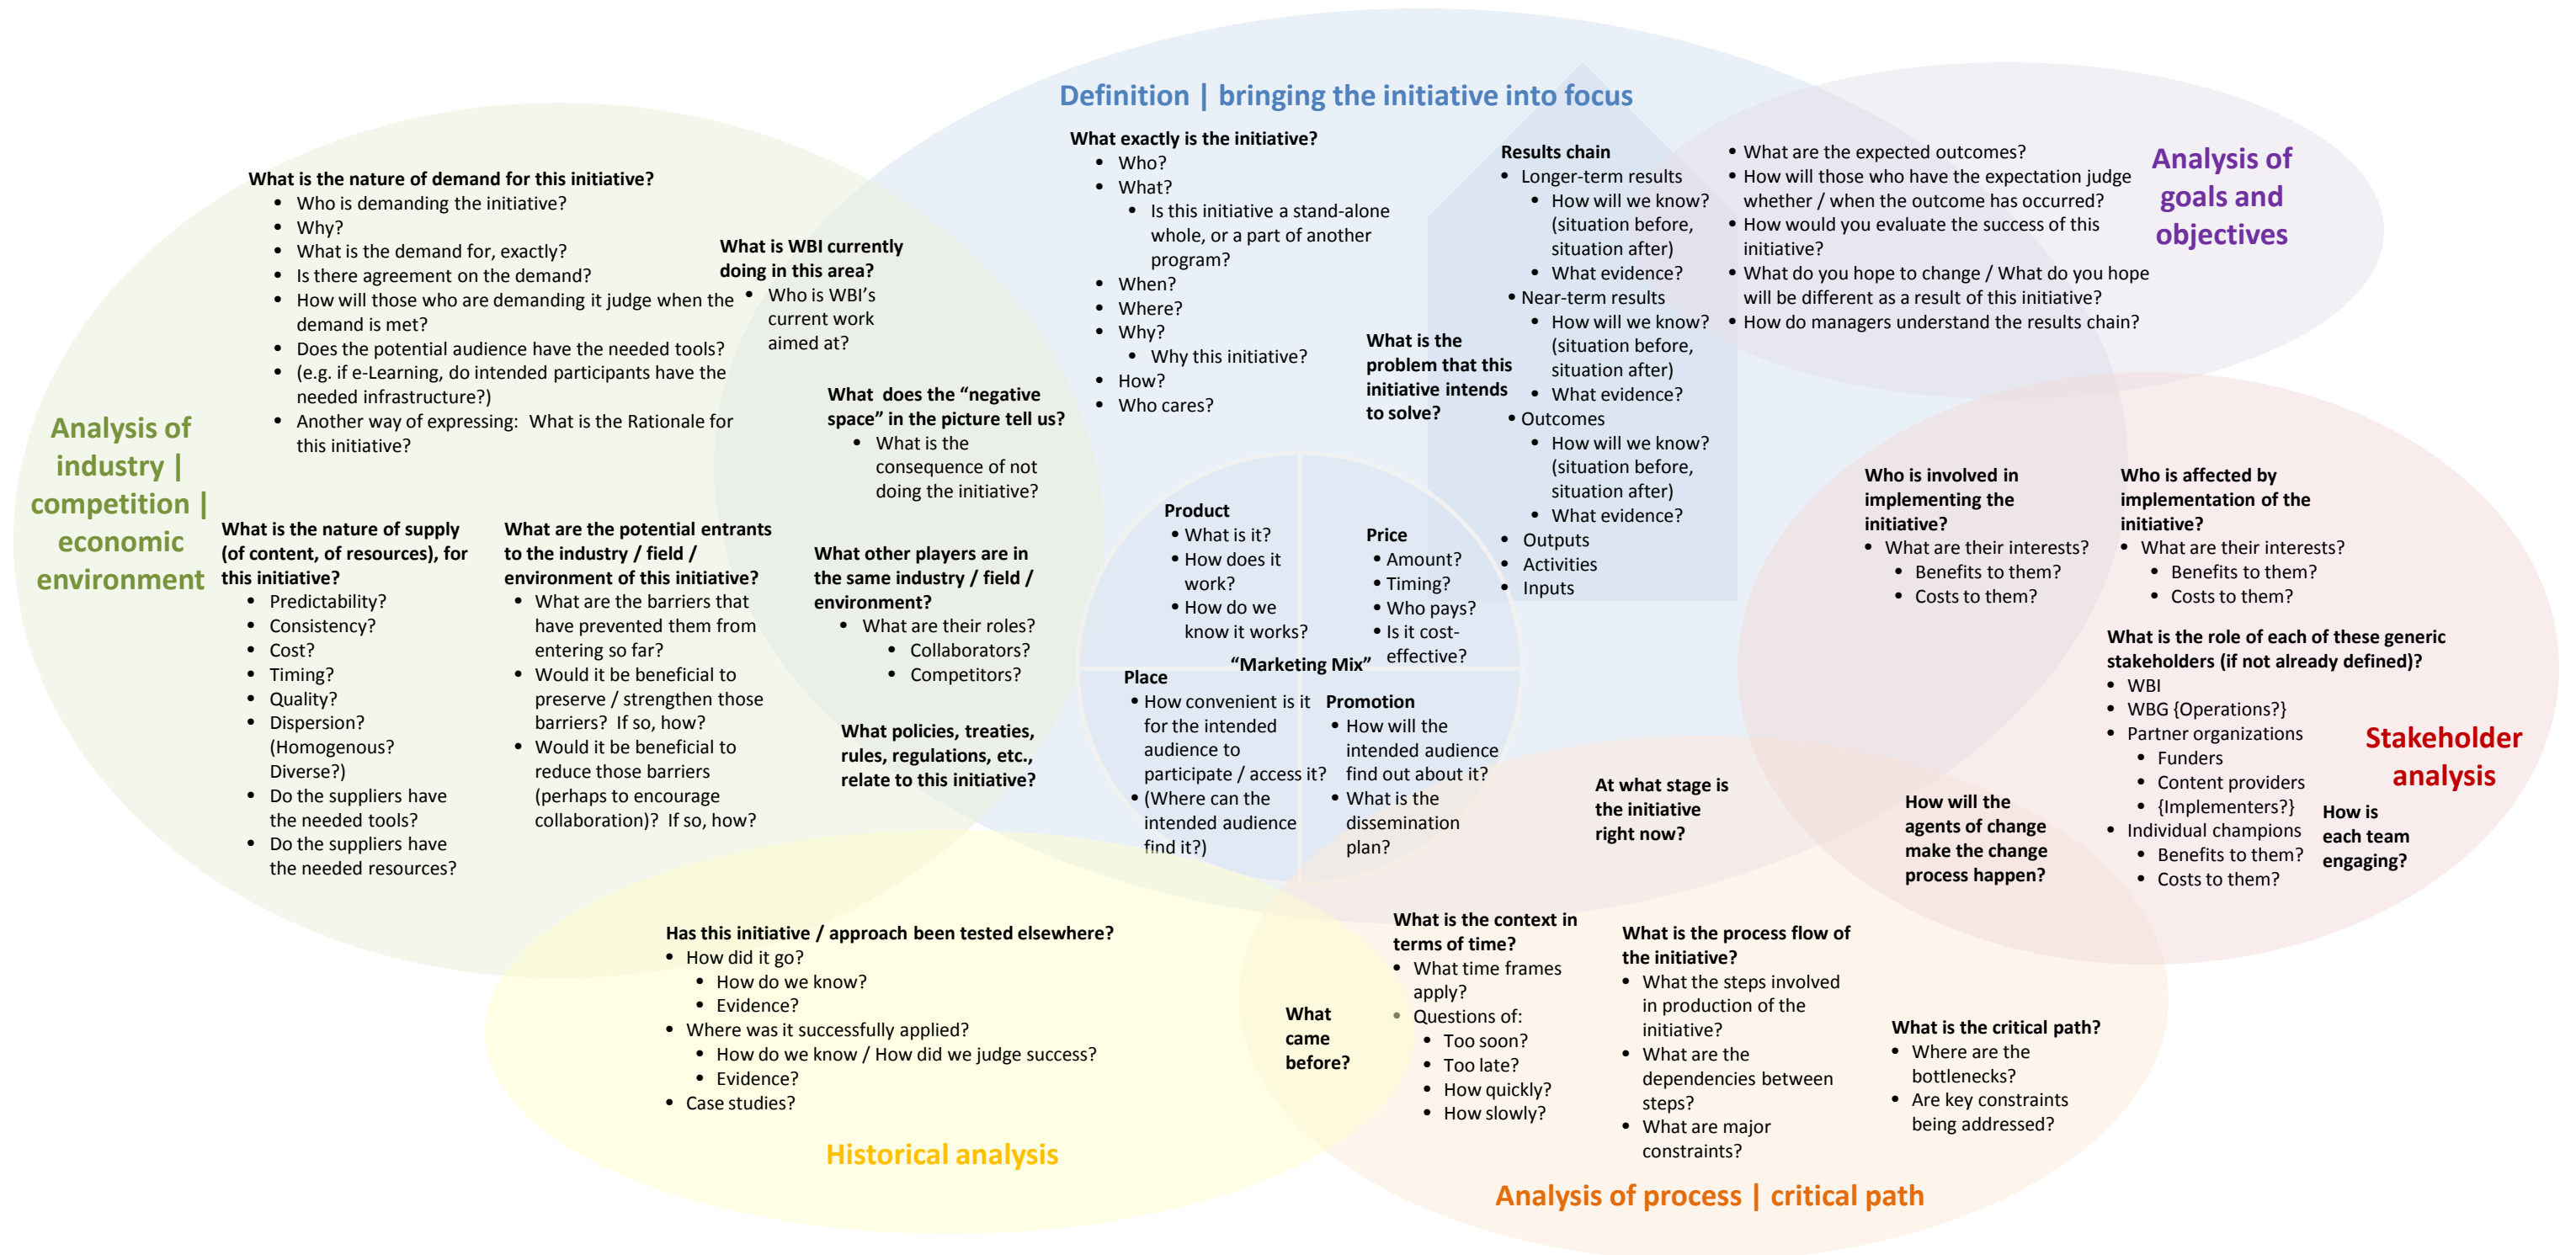 Definition | bringing the initiative into focus
What exactly is the initiative?
• Who?
• What?
• Is this initiative a stand-alone
whole, or a part of another
program?
• When?
• Where?
• Why?
• Why this initiative?
• How?
• Who cares?
What is the
problem that this
initiative intends
to solve?
Results chain
• Longer-term results
• How will we know?
(situation before,
situation after)
• What evidence?
• Near-term results
• How will we know?
(situation before,
situation after)
• What evidence?
• Outcomes
• How will we know?
(situation before,
situation after)
• What evidence?
• Outputs
• Activities
• Inputs
• What are the expected outcomes?
• How will those who have the expectation judge
whether / when the outcome has occurred?
• How would you evaluate the success of this
initiative?
• What do you hope to change / What do you hope
will be different as a result of this initiative?
• How do managers understand the results chain?
Analysis of
goals and
objectives
What is the nature of demand for this initiative?
• Who is demanding the initiative?
• Why?
• What is the demand for, exactly?
• Is there agreement on the demand?
• How will those who are demanding it judge when the
demand is met?
• Does the potential audience have the needed tools?
• (e.g. if e-Learning, do intended participants have the
needed infrastructure?)
• Another way of expressing:  What is the Rationale for
this initiative?
What is WBI currently
doing in this area?
• Who is WBI’s
current work
aimed at?
What  does the “negative
space” in the picture tell us?
• What is the
consequence of not
doing the initiative?
Analysis of
industry |
competition |
economic
environment
What is the nature of supply
(of content, of resources), for
this initiative?
• Predictability?
• Consistency?
• Cost?
• Timing?
• Quality?
• Dispersion?
(Homogenous?
Diverse?)
• Do the suppliers have
the needed tools?
• Do the suppliers have
the needed resources?
What are the potential entrants
to the industry / field /
environment of this initiative?
• What are the barriers that
have prevented them from
entering so far?
• Would it be beneficial to
preserve / strengthen those
barriers?  If so, how?
• Would it be beneficial to
reduce those barriers
(perhaps to encourage
collaboration)?  If so, how?
What other players are in
the same industry / field /
environment?
• What are their roles?
• Collaborators?
• Competitors?
What policies, treaties,
rules, regulations, etc.,
relate to this initiative?
Product
• What is it?
• How does it
work?
• How do we
know it works?
Price
• Amount?
• Timing?
• Who pays?
• Is it cost-
effective?
“Marketing Mix”
Place
• How convenient is it
for the intended
audience to
participate / access it?
• (Where can the
intended audience
find it?)
Promotion
• How will the
intended audience
find out about it?
• What is the
dissemination
plan?
Who is involved in
implementing the
initiative?
• What are their interests?
• Benefits to them?
• Costs to them?
Who is affected by
implementation of the
initiative?
• What are their interests?
• Benefits to them?
• Costs to them?
What is the role of each of these generic
stakeholders (if not already defined)?
• WBI
• WBG {Operations?}
• Partner organizations
• Funders
• Content providers
• {Implementers?}
• Individual champions
• Benefits to them?
• Costs to them?
Stakeholder
analysis
How is
each team
engaging?
At what stage is
the initiative
right now?
How will the
agents of change
make the change
process happen?
Has this initiative / approach been tested elsewhere?
• How did it go?
• How do we know?
• Evidence?
• Where was it successfully applied?
• How do we know / How did we judge success?
• Evidence?
• Case studies?
Historical analysis
What
came
before?
What is the context in
terms of time?
• What time frames
apply?
• Questions of:
• Too soon?
• Too late?
• How quickly?
• How slowly?
What is the process flow of
the initiative?
• What the steps involved
in production of the
initiative?
• What are the
dependencies between
steps?
• What are major
constraints?
What is the critical path?
• Where are the
bottlenecks?
• Are key constraints
being addressed?
Analysis of process | critical path